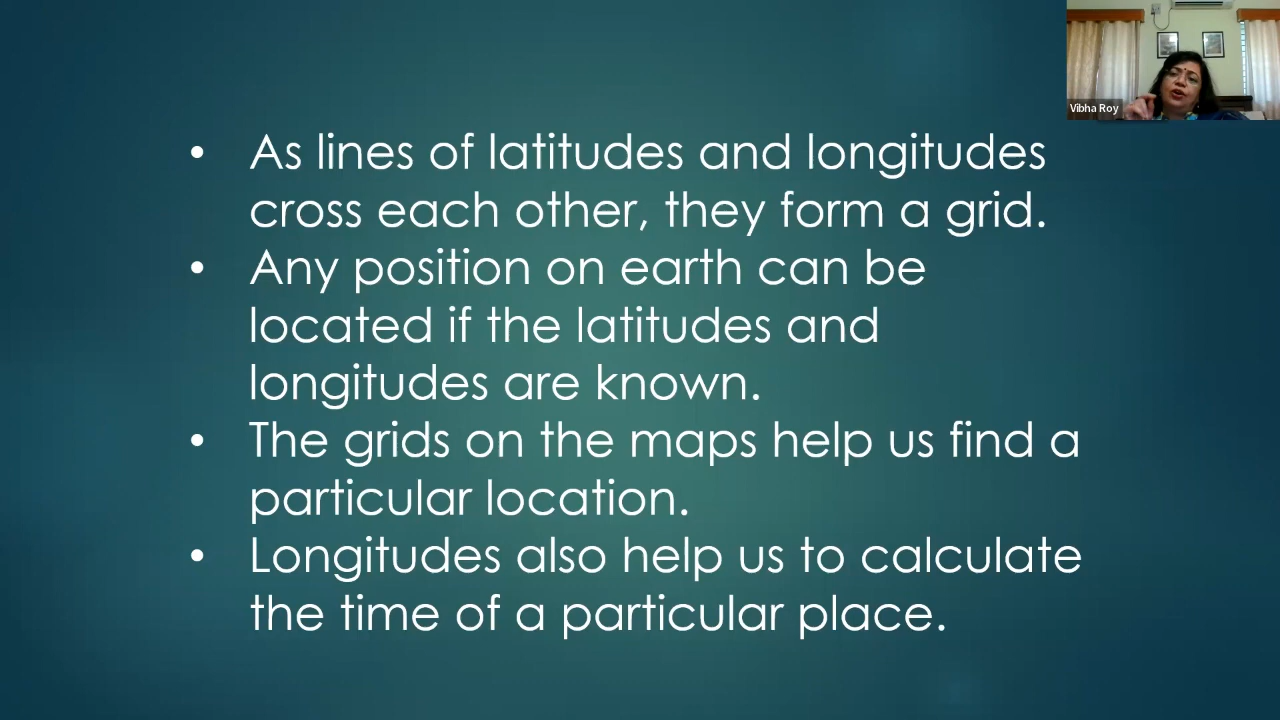 Vibha Roy
• As lines of latitudes and longitudes
cross each other, they form a grid.
• Any position on earth can be
located if the latitudes and
longitudes are known.
• The grids on the maps help us find a
particular location.
• Longitudes also help us to calculate
the time of a particular place.